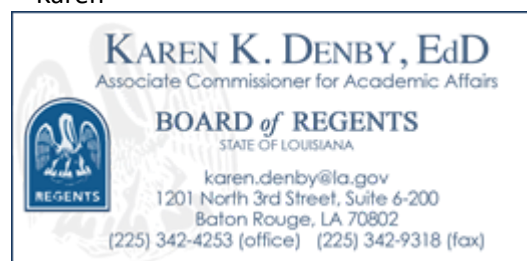 Karen
KAREN K. DENBY, EdD
Associate Commissioner for Academic Affairs
BOARD of REGENTS
STATE OF LOUISIANA
REGENTS
karen.denby@la.gov
1201 North 3rd Street, Suite 6-200
Baton Rouge, LA 70802
(225) 342-4253 (office) (225) 342-9318 (fax)